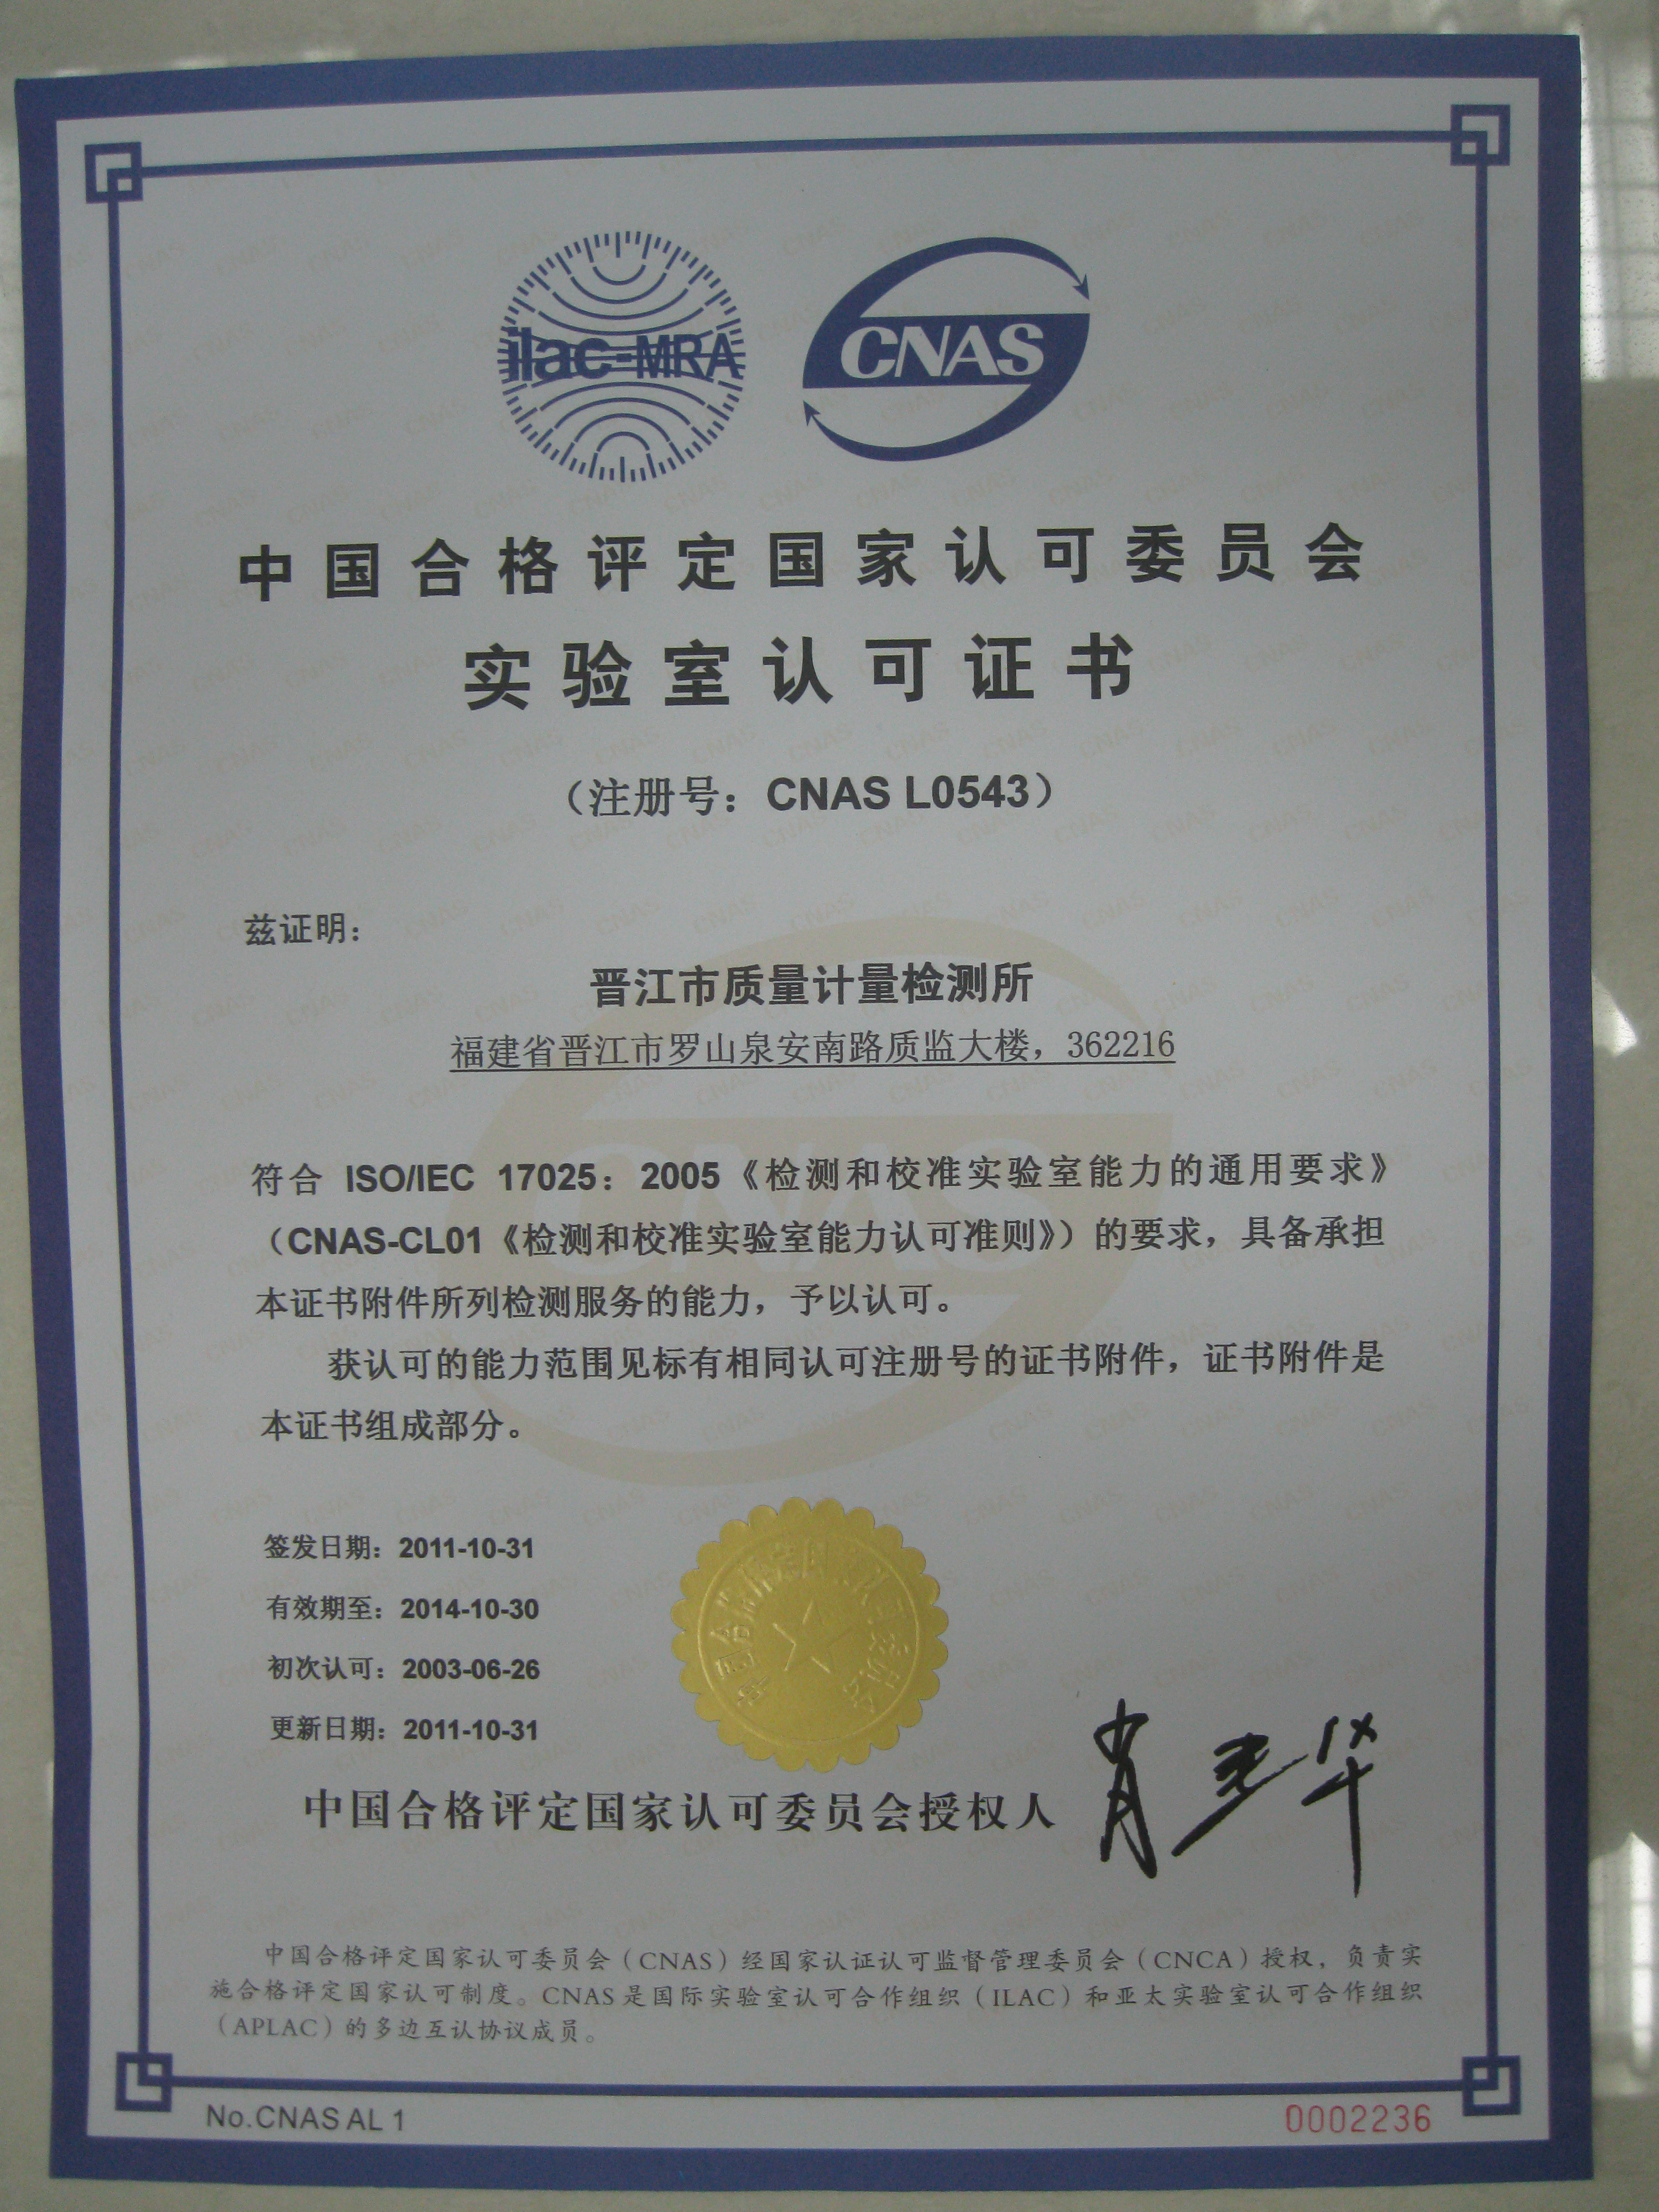 ilac-MRA
CNAS
中国合格评定国家认可委员会
实验室认可证书
（注册号：CNAS L0543）
兹证明：
晋江市质量计量检测所
福建省晋江市罗山泉安南路质监大楼，362216
符合 ISO/IEC 17025：2005《检测和校准实验室能力的通用要求》
（CNAS-CL01《检测和校准实验室能力认可准则》）的要求，具备承担
本证书附件所列检测服务的能力，予以认可。
获认可的能力范围见标有相同认可注册号的证书附件，证书附件是
本证书组成部分。
签发日期：2011-10-31
有效期至：2014-10-30
初次认可：2003-06-26
更新日期：2011-10-31
中国合格评定国家认可委员会
中国合格评定国家认可委员会授权人
中国合格评定国家认可委员会（CNAS）经国家认证认可监督管理委员会（CNCA）授权，负责实
施合格评定国家认可制度。CNAS是国际实验室认可合作组织（ILAC）和亚太实验室认可合作组织
（APLAC）的多边互认协议成员。
No.CNAS AL 1
0002236